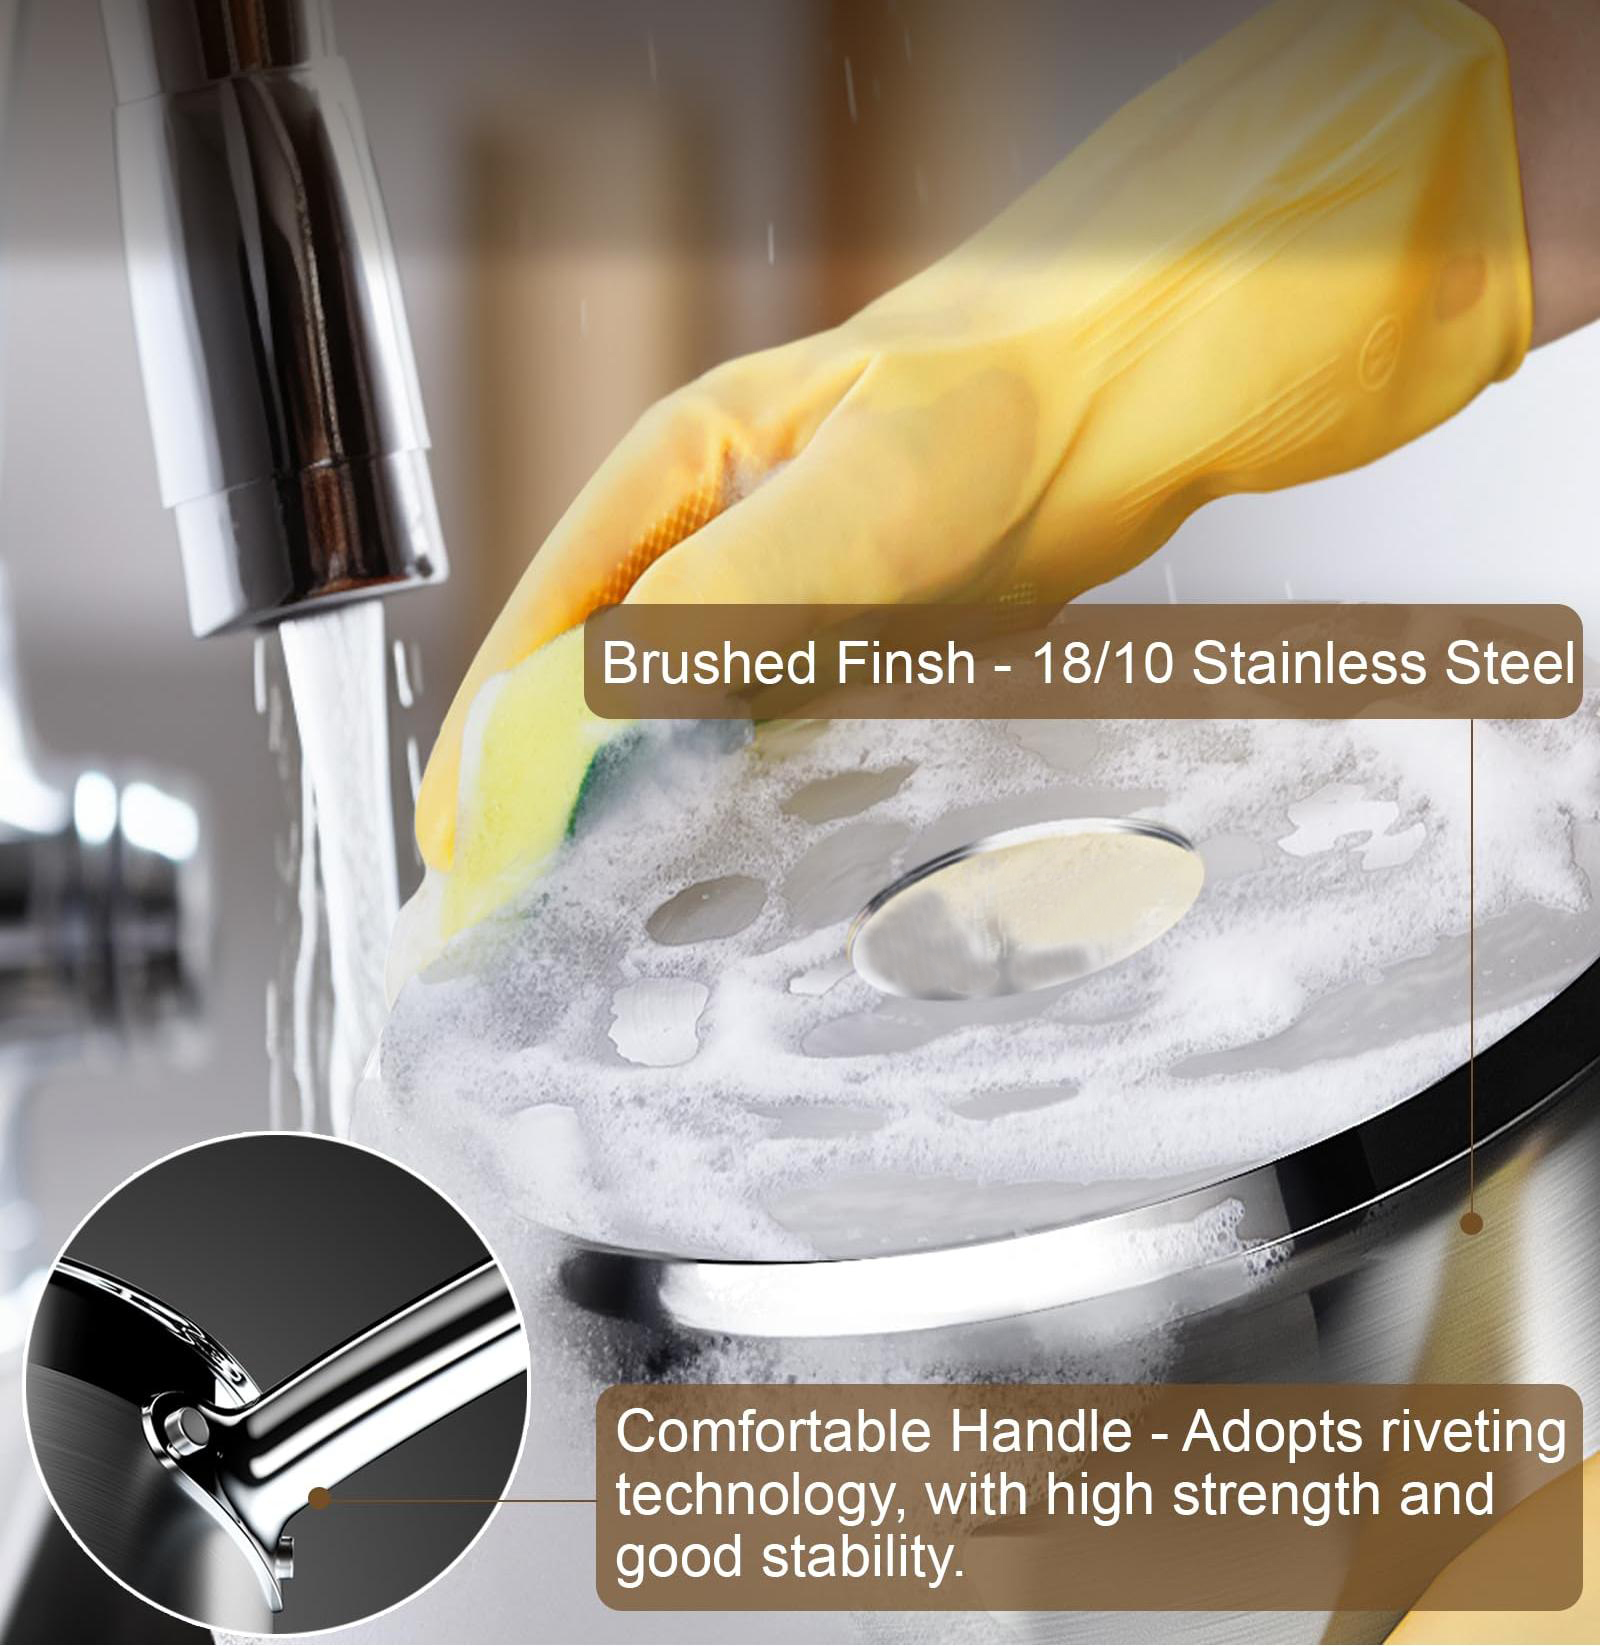 Brushed Finsh - 18/10 Stainless Steel
Comfortable Handle - Adopts riveting
technology, with high strength and
good stability.